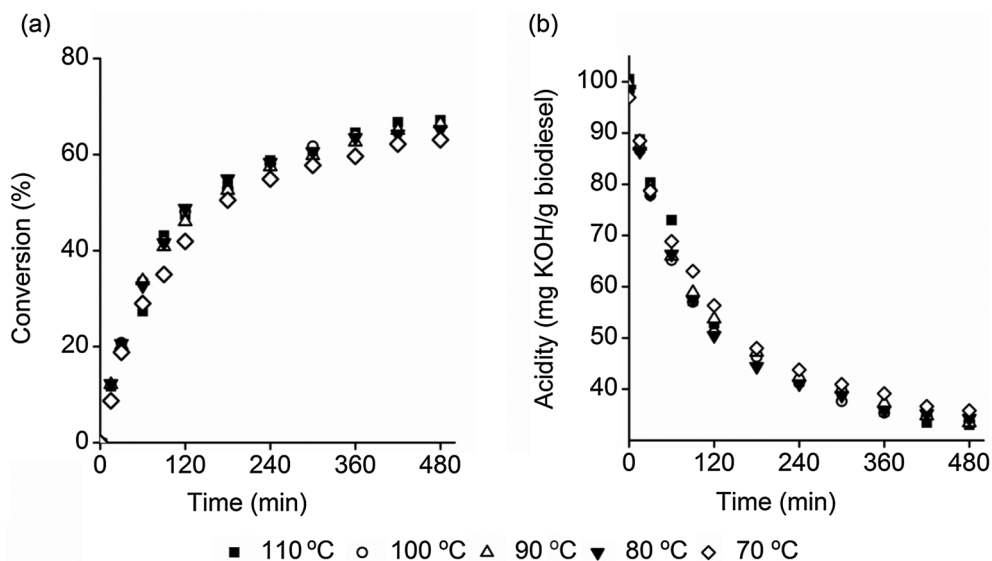 (a)
80
60
40
20
0
Conversion (%)
0 120 240 360 480
Time (min)
(b)
100
90
80
70
60
50
40
Acidity (mg KOH/g biodiesel)
0 120 240 360 480
Time (min)
110 ºC 100 ºC 90 ºC 80 ºC 70 ºC